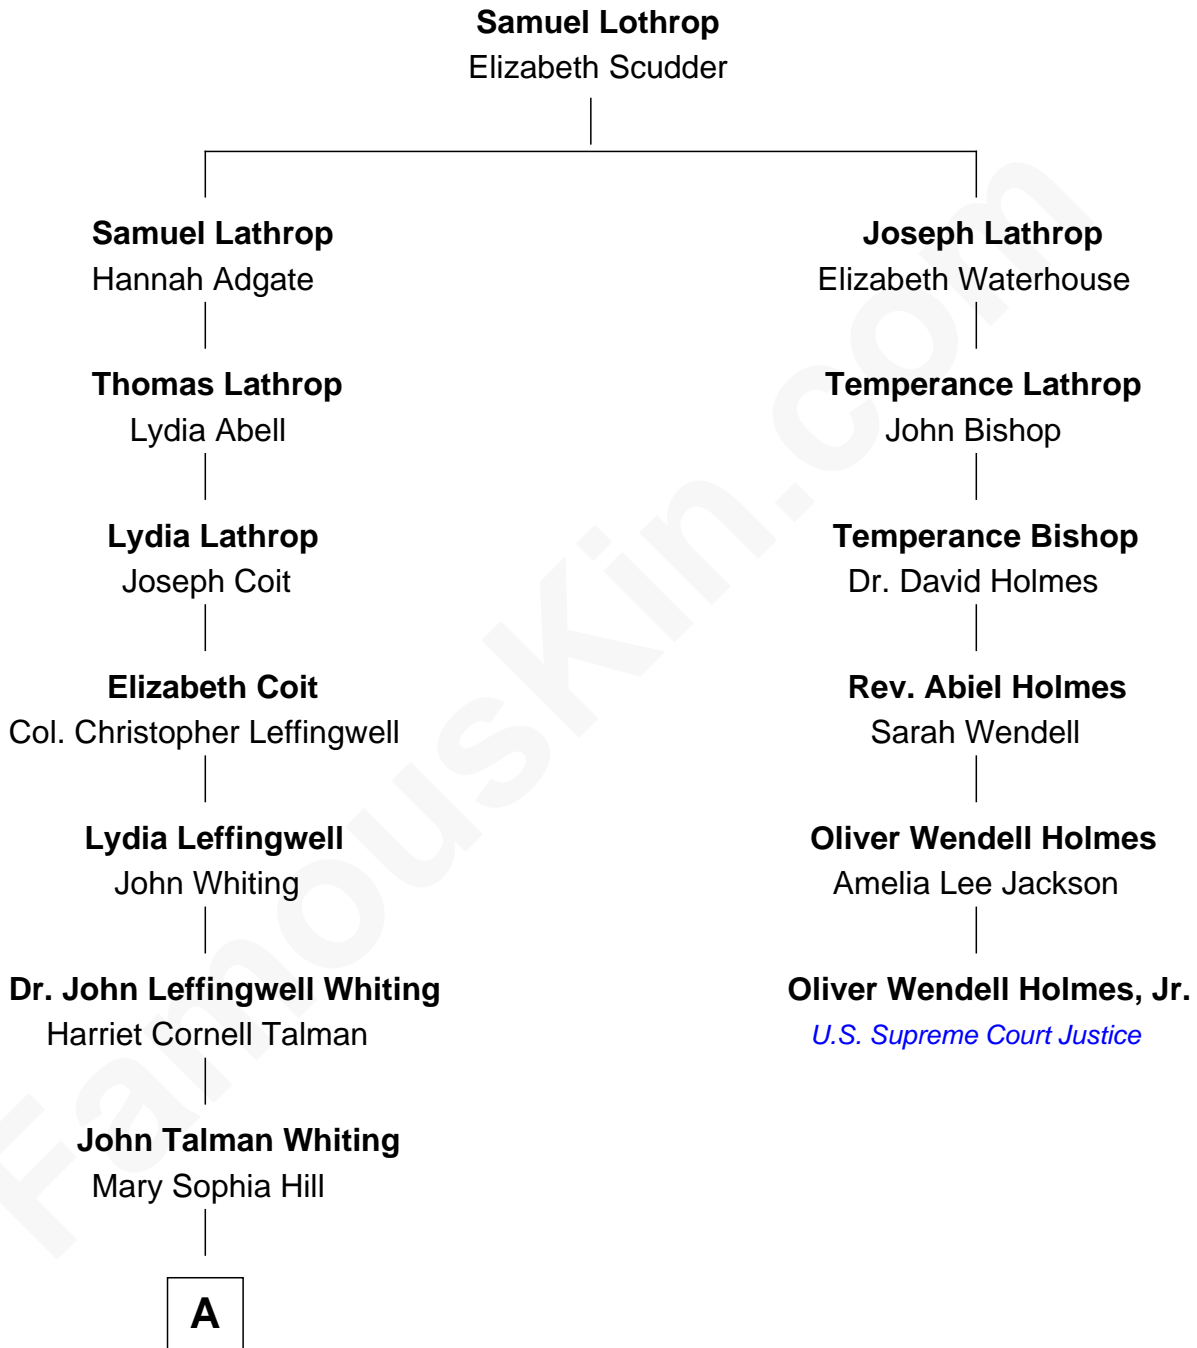 Samuel Lothrop
Elizabeth Scudder
Samuel Lathrop
Hannah Adgate
Joseph Lathrop
Elizabeth Waterhouse
Thomas Lathrop
Lydia Abell
Temperance Lathrop
John Bishop
Lydia Lathrop
Joseph Coit
Temperance Bishop
Dr. David Holmes
Elizabeth Coit
Col. Christopher Leffingwell
Rev. Abiel Holmes
Sarah Wendell
Lydia Leffingwell
John Whiting
Oliver Wendell Holmes
Amelia Lee Jackson
Dr. John Leffingwell Whiting
Harriet Cornell Talman
Oliver Wendell Holmes, Jr.
U.S. Supreme Court Justice
John Talman Whiting
Mary Sophia Hill
A
FamousKin.com